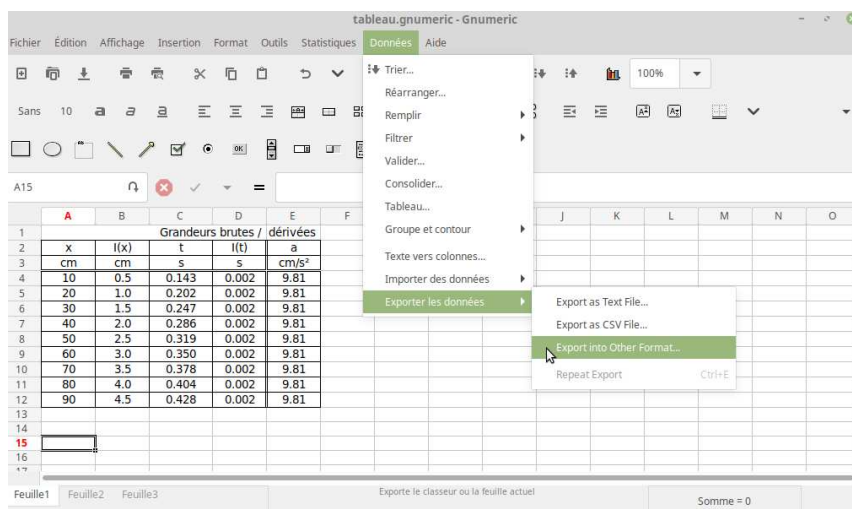 tableau.gnumeric - Gnumeric
Fichier Édition Affichage Insertion Format Outils Statistiques Données Aide
Trier...
100%
Réarranger...
Sans 10 a a a
Remplir
Filtrer
OK
Valider...
A15 =
Consolider...
Tableau...
A B C D E F J K L M N O
Groupe et contour
1 Grandeurs brutes / dérivées
2 x l(x) t l(t) a
Texte vers colonnes...
3 cm cm s s cm/s²
Importer des données
4 10 0.5 0.143 0.002 9.81
Exporter les données
5 20 1.0 0.202 0.002 9.81
Export as Text File...
6 30 1.5 0.247 0.002 9.81
Export as CSV File...
7 40 2.0 0.286 0.002 9.81
8 50 2.5 0.319 0.002 9.81
Export into Other Format...
9 60 3.0 0.350 0.002 9.81
10 70 3.5 0.378 0.002 9.81
Repeat Export Ctrl+E
11 80 4.0 0.404 0.002 9.81
12 90 4.5 0.428 0.002 9.81
13
14
15
16
Feuille1 Feuille2 Feuille3
Exporte le classeur ou la feuille actuel
Somme = 0